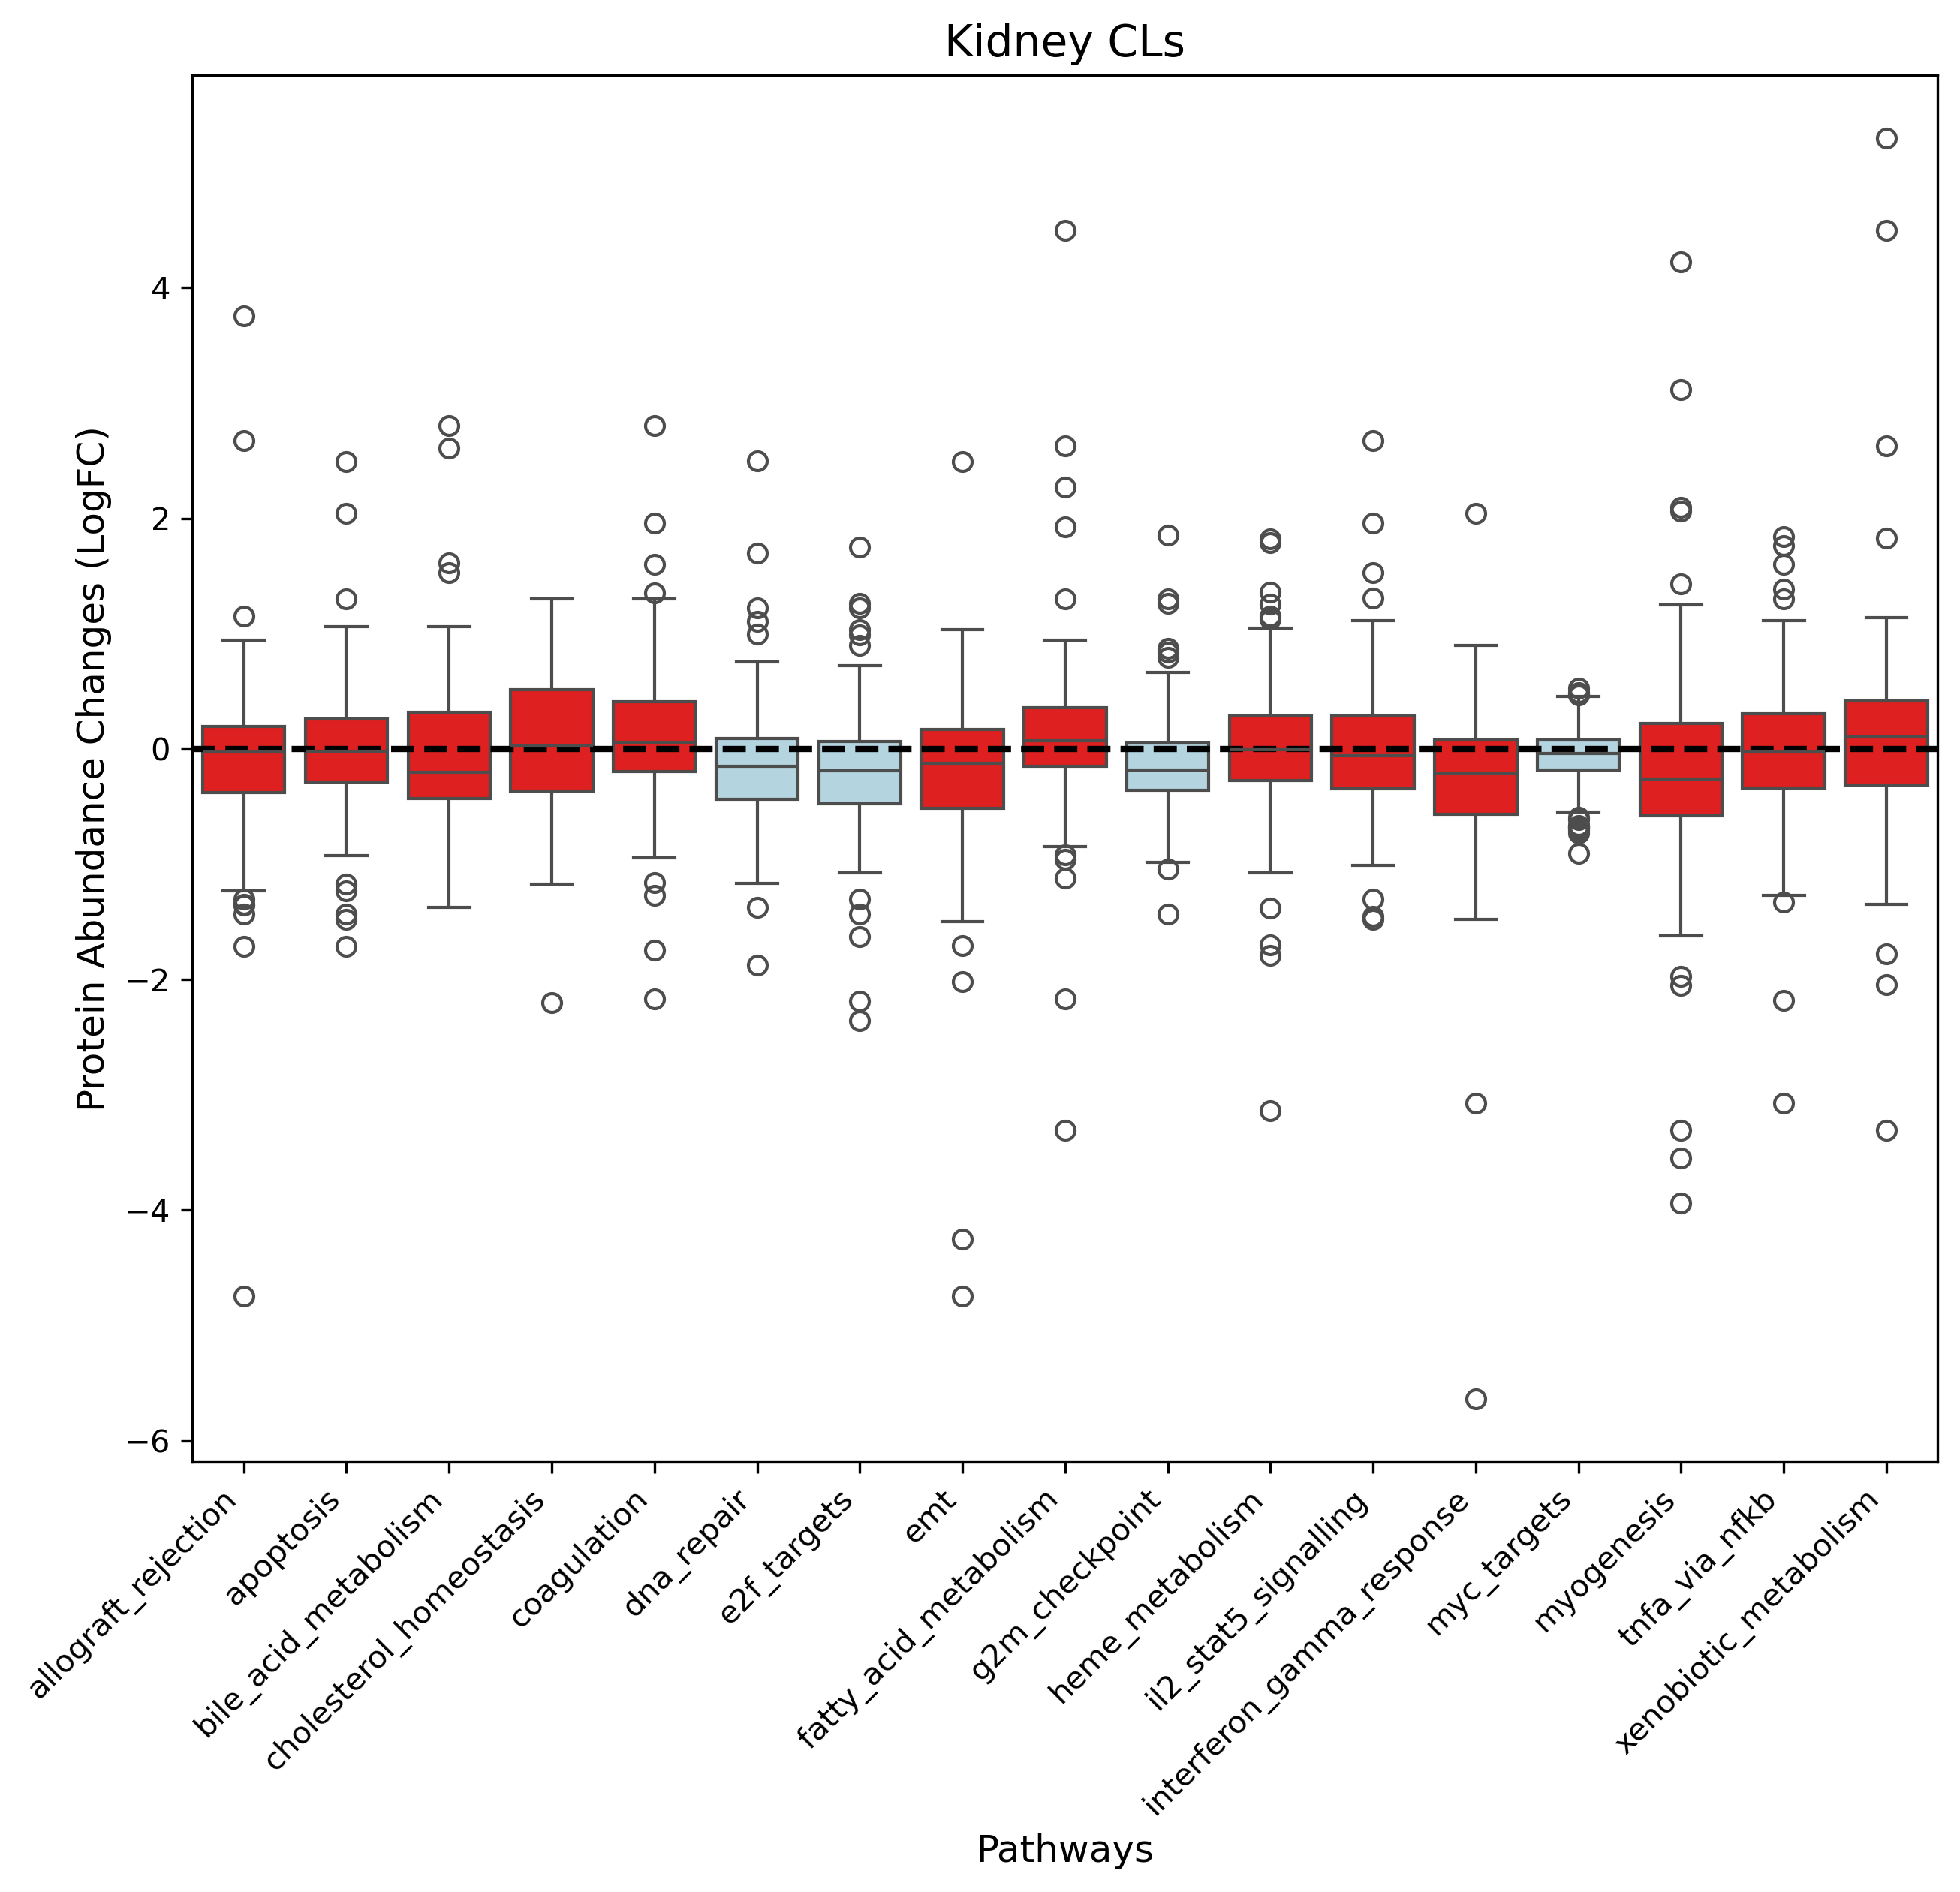 Kidney CLs
Protein Abundance Changes (LogFC)
4
2
0
−2
−4
−6
allograft_rejection
apoptosis
bile_acid_metabolism
cholesterol_homeostasis
coagulation
dna_repair
e2f_targets
emt
fatty_acid_metabolism
g2m_checkpoint
heme_metabolism
il2_stat5_signalling
interferon_gamma_response
myc_targets
myogenesis
tnfa_via_nfkb
xenobiotic_metabolism
Pathways